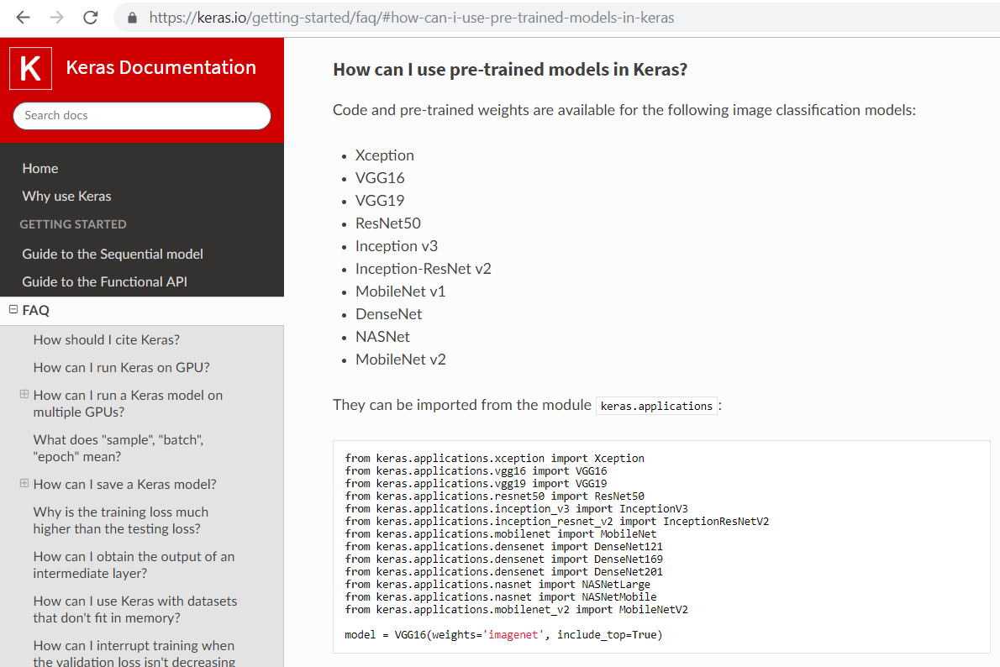 https://keras.io/getting-started/faq/#how-can-i-use-pre-trained-models-in-keras
K
Keras Documentation
Search docs
Home
Why use Keras
GETTING STARTED
Guide to the Sequential model
Guide to the Functional API
FAQ
How should I cite Keras?
How can I run Keras on GPU?
How can I run a Keras model on
multiple GPUs?
What does "sample", "batch",
"epoch" mean?
How can I save a Keras model?
Why is the training loss much
higher than the testing loss?
How can I obtain the output of an
intermediate layer?
How can I use Keras with datasets
that don't fit in memory?
How can I interrupt training when
the validation loss isn't decreasing
How can I use pre-trained models in Keras?
Code and pre-trained weights are available for the following image classification models:
• Xception
• VGG16
• VGG19
• ResNet50
• Inception v3
• Inception-ResNet v2
• MobileNet v1
• DenseNet
• NASNet
• MobileNet v2
They can be imported from the module keras.applications:
from keras.applications.xception import Xception
from keras.applications.vgg16 import VGG16
from keras.applications.vgg19 import VGG19
from keras.applications.resnet50 import ResNet50
from keras.applications.inception_v3 import InceptionV3
from keras.applications.inception_resnet_v2 import InceptionResNetV2
from keras.applications.mobilenet import MobileNet
from keras.applications.densenet import DenseNet121
from keras.applications.densenet import DenseNet169
from keras.applications.densenet import DenseNet201
from keras.applications.nasnet import NASNetLarge
from keras.applications.nasnet import NASNetMobile
from keras.applications.mobilenet_v2 import MobileNetV2
model = VGG16(weights='imagenet', include_top=True)